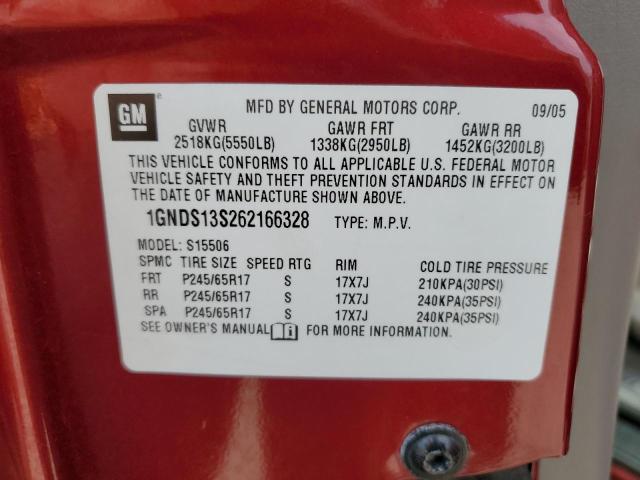 GM
MFD BY GENERAL MOTORS CORP. 09/05
GVWR GAWR FRT GAWR RR
2518KG(5550LB) 1338KG(2950LB) 1452KG(3200LB)
THIS VEHICLE CONFORMS TO ALL APPLICABLE U.S. FEDERAL MOTOR
VEHICLE SAFETY AND THEFT PREVENTION STANDARDS IN EFFECT ON
THE DATE OF MANUFACTURE SHOWN ABOVE.
1GNDS13S262166328 TYPE: M.P.V.
MODEL: S15506
SPMC TIRE SIZE SPEED RTG RIM COLD TIRE PRESSURE
FRT P245/65R17 S 17X7J 210KPA(30PSI)
RR P245/65R17 S 17X7J 240KPA(35PSI)
SPA P245/65R17 S 17X7J 240KPA(35PSI)
SEE OWNER'S MANUAL FOR MORE INFORMATION.